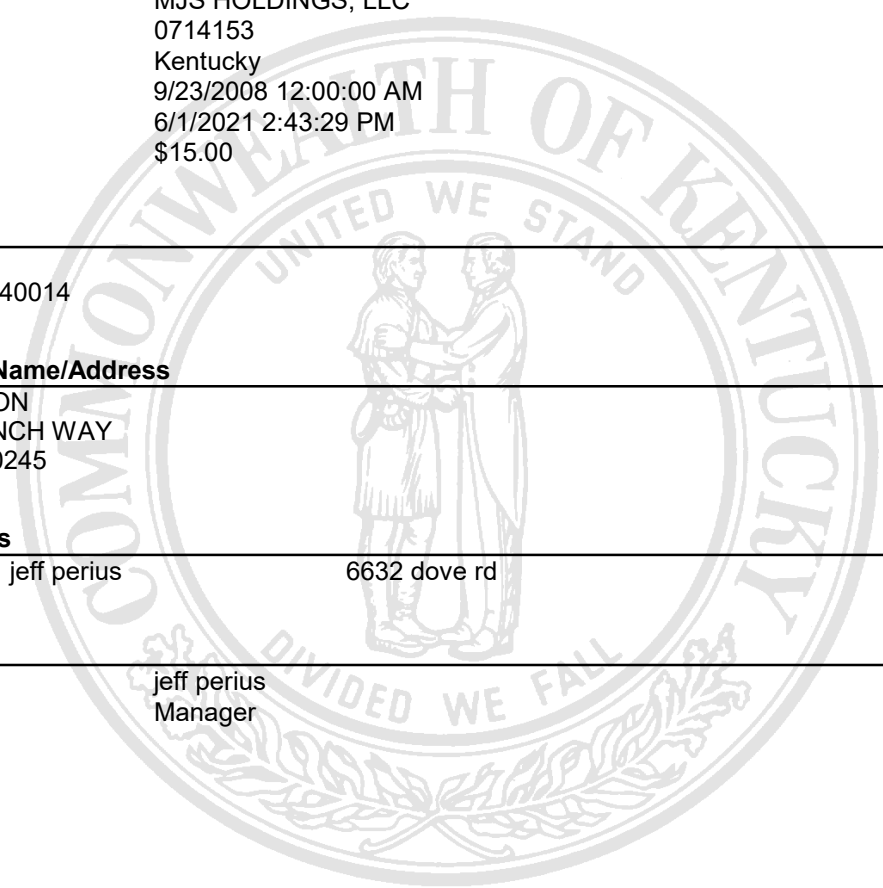 MJS HOLDINGS, LLC
0714153
Kentucky
9/23/2008 12:00:00 AM
6/1/2021 2:43:29 PM
$15.00
40014
Name/Address
ON
NCH WAY
0245
s
jeff perius 6632 dove rd
jeff perius
Manager
COMMONWEALTH OF KENTUCKY
UNITED WE STAND
DIVIDED WE FALL